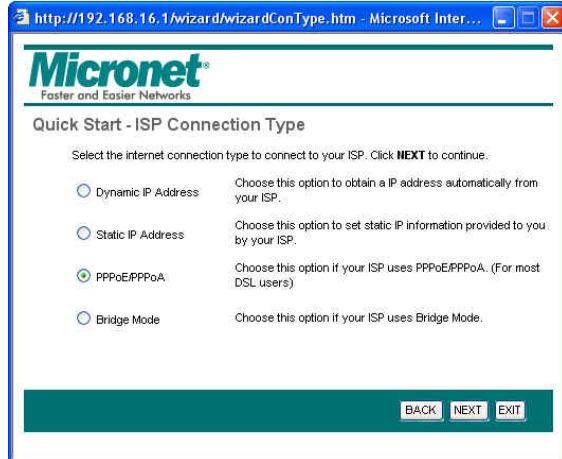 http://192.168.16.1/wizard/wizardConType.htm - Microsoft Inter...
Micronet®
Faster and Easier Networks
Quick Start - ISP Connection Type
Select the internet connection type to connect to your ISP. Click NEXT to continue.
Dynamic IP Address
Choose this option to obtain a IP address automatically from
your ISP.
Static IP Address
Choose this option to set static IP information provided to you
by your ISP.
PPPoE/PPPoA
Choose this option if your ISP uses PPPoE/PPPoA. (For most
DSL users)
Bridge Mode
Choose this option if your ISP uses Bridge Mode.
BACK NEXT EXIT